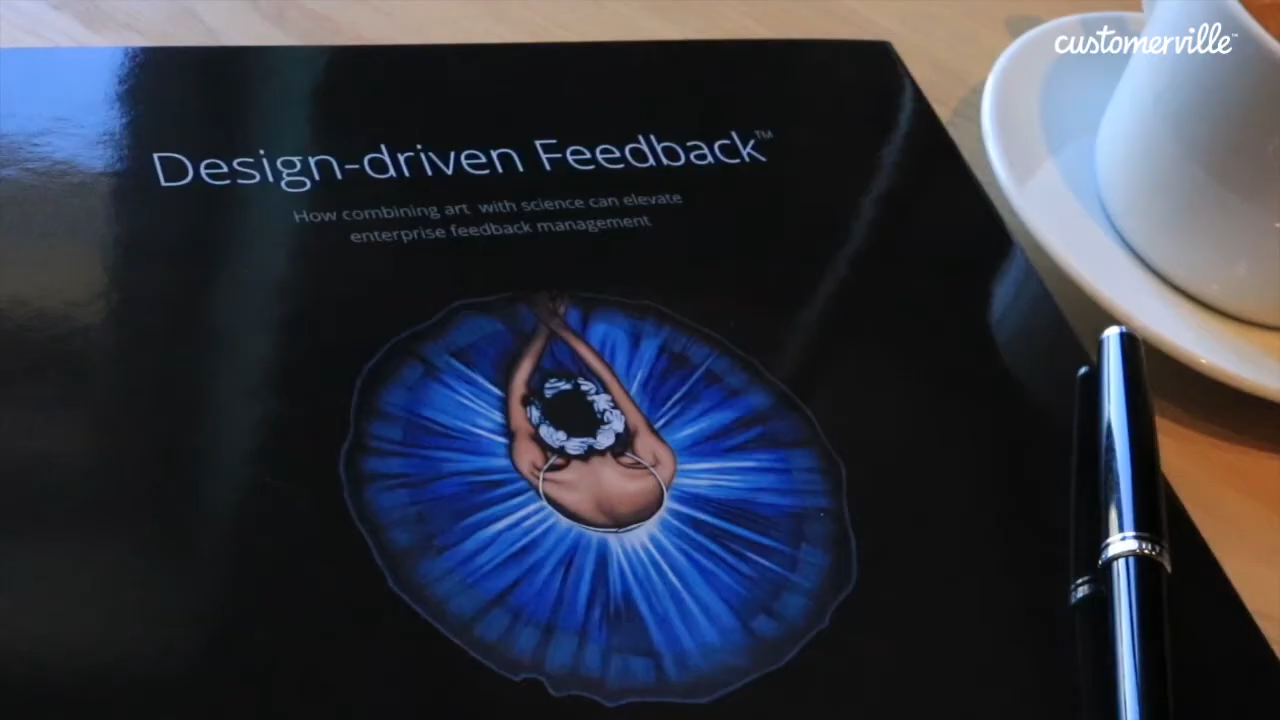 customerville™
Design-driven Feedback™
How combining art with science can elevate
enterprise feedback management